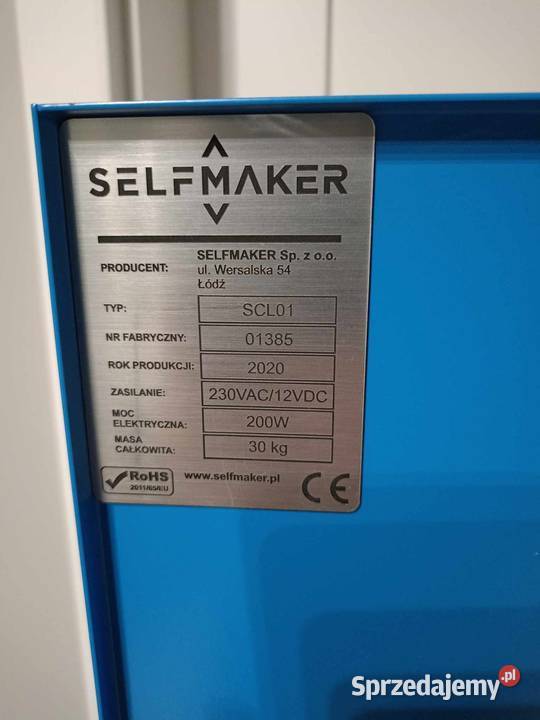 SELFMAKER
PRODUCENT: SELFMAKER Sp. z o.o.
ul. Wersalska 54
Łódź
TYP: SCL01
NR FABRYCZNY: 01385
ROK PRODUKCJI: 2020
ZASILANIE: 230VAC/12VDC
MOC
ELEKTRYCZNA: 200W
MASA
CAŁKOWITA: 30 kg
RoHS
2011/65/EU
www.selfmaker.pl
CE
Sprzedajemy.pl